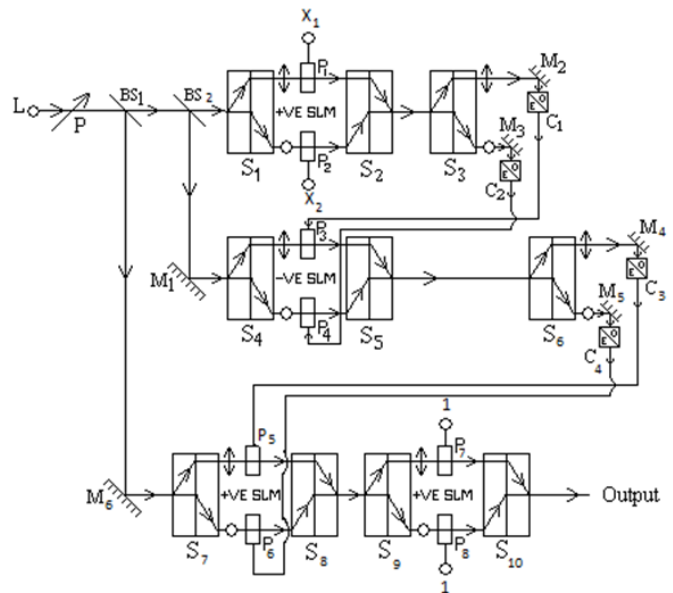 X1
M2
L
P
BS1
BS2
P1
+VE SLM
P2
E O
C1
M3
E O
C2
S1
S2
S3
X2
P3
-VE SLM
P4
M1
S4
S5
S6
M4
E O
C3
M5
E O
C4
1
P5
P7
+VE SLM
+VE SLM
Output
M6
P6
P8
S7
S8
S9
S10
1